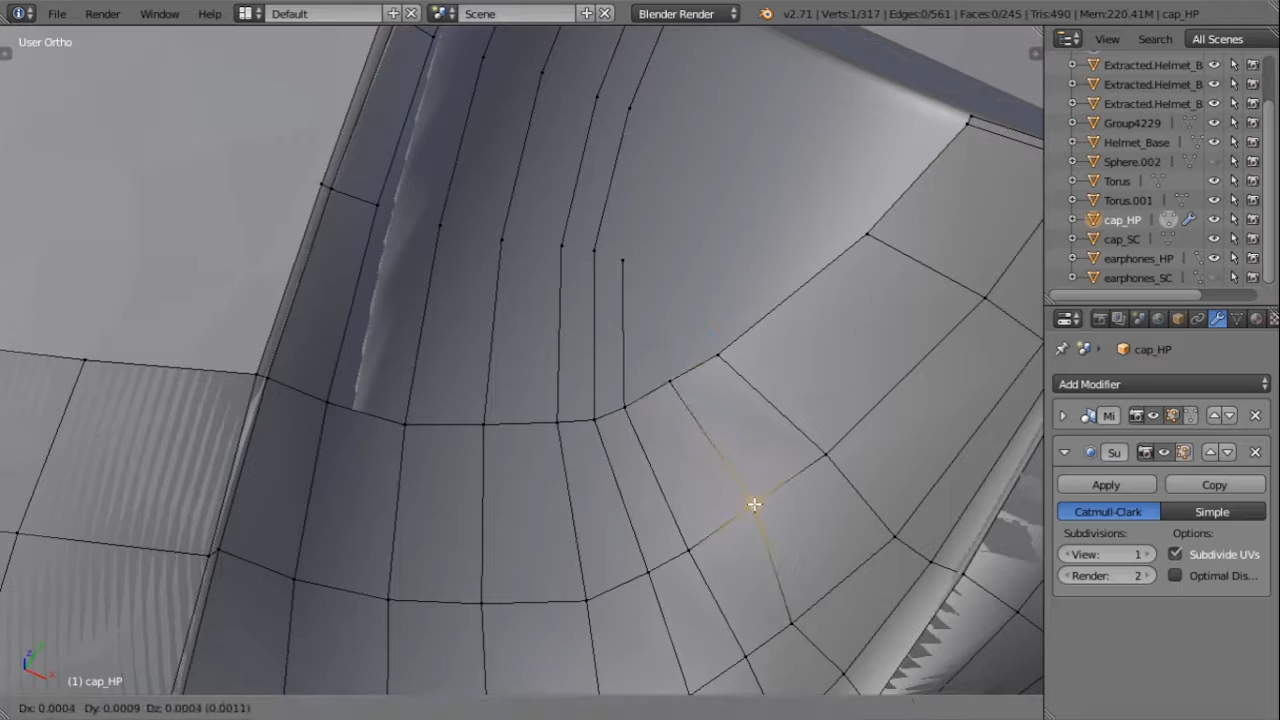 File Render Window Help Default Scene Blender Render v2.71 | Verts:1/317 | Edges:0/561 | Faces:0/245 | Tris:490 | Mem:220.41M | cap_HP
User Ortho
View Search All Scenes
Extracted.Helmet_B
Extracted.Helmet_B
Extracted.Helmet_B
Group4229
Helmet_Base
Sphere.002
Torus
Torus.001
cap_HP
cap_SC
earphones_HP
earphones_SC
cap_HP
Add Modifier
Mi
Su
Apply Copy
Catmull-Clark Simple
Subdivisions: Options:
View: 1 Subdivide UVs
Render: 2 Optimal Dis...
(1) cap_HP
Dx: 0.0004 Dy: 0.0009 Dz: 0.0004 (0.0011)